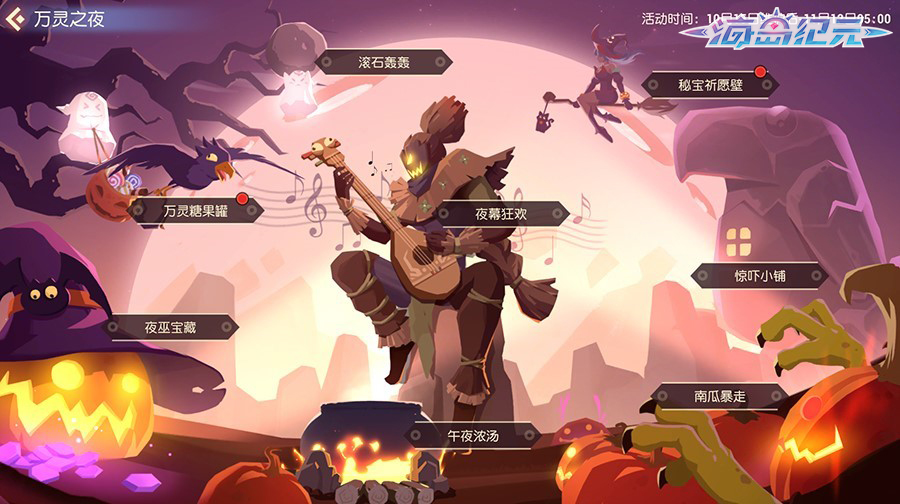 万灵之夜
活动时间：
05:00
海岛纪元
滚石轰轰
秘宝祈愿壁
万灵糖果罐
夜幕狂欢
惊吓小铺
夜巫宝藏
南瓜暴走
午夜浓汤